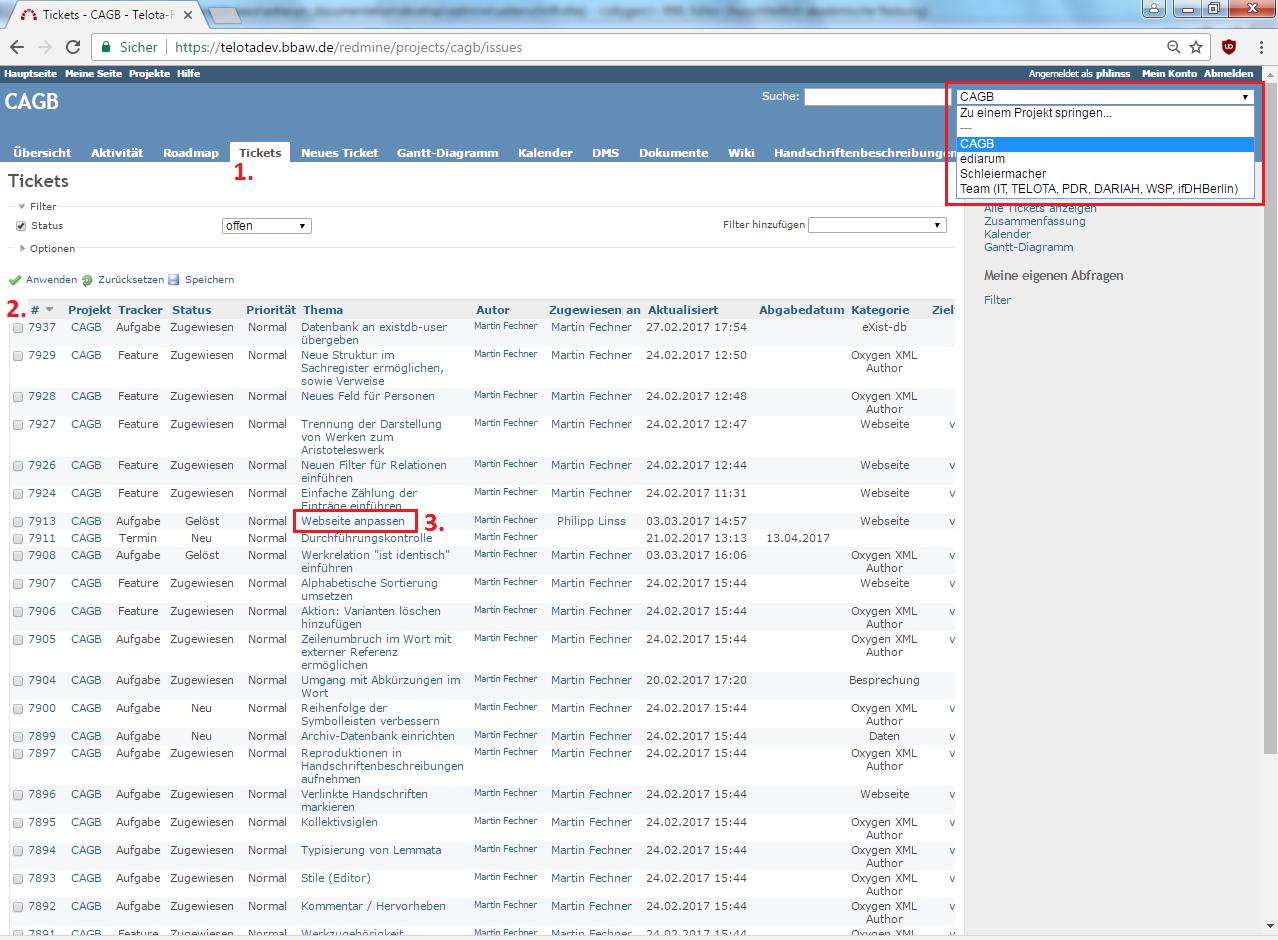 Tickets - CAGB - Telota-R
Sicher https://telotadev.bbaw.de/redmine/projects/cagb/issues
Hauptseite Meine Seite Projekte Hilfe Angemeldet als phlinss Mein Konto Abmelden
CAGB Suche: CAGB
Zu einem Projekt springen...
---
CAGB
ediarum
Schleiermacher
Team (IT, TELOTA, PDR, DARIAH, WSP, ifDHBerlin)
Übersicht Aktivität Roadmap Tickets Neues Ticket Gantt-Diagramm Kalender DMS Dokumente Wiki Handschriftenbeschreibungen
1.
Tickets
Filter
Status offen Filter hinzufügen
Optionen
Anwenden Zurücksetzen Speichern
Alle Tickets anzeigen
Zusammenfassung
Kalender
Gantt-Diagramm
Meine eigenen Abfragen
Filter
2. # Projekt Tracker Status Priorität Thema Autor Zugewiesen an Aktualisiert Abgabedatum Kategorie Ziel
7937 CAGB Aufgabe Zugewiesen Normal Datenbank an existdb-user Martin Fechner Martin Fechner 27.02.2017 17:54 eXist-db
übergeben
7929 CAGB Feature Zugewiesen Normal Neue Struktur im Martin Fechner Martin Fechner 24.02.2017 12:50 Oxygen XML
Sachregister ermöglichen, Author
sowie Verweise
7928 CAGB Feature Zugewiesen Normal Neues Feld für Personen Martin Fechner Martin Fechner 24.02.2017 12:48 Oxygen XML
Author
7927 CAGB Feature Zugewiesen Normal Trennung der Darstellung Martin Fechner Martin Fechner 24.02.2017 12:47 Webseite v
von Werken zum
Aristoteleswerk
7926 CAGB Feature Zugewiesen Normal Neuen Filter für Relationen Martin Fechner Martin Fechner 24.02.2017 12:44 Webseite v
einführen
7924 CAGB Feature Zugewiesen Normal Einfache Zählung der Martin Fechner Martin Fechner 24.02.2017 11:31 Webseite v
Einträge einführen
7913 CAGB Aufgabe Gelöst Normal Webseite anpassen 3. Martin Fechner Philipp Linss 03.03.2017 14:57 Webseite v
7911 CAGB Termin Neu Normal Durchführungskontrolle Martin Fechner 21.02.2017 13:13 13.04.2017
7908 CAGB Aufgabe Gelöst Normal Werkrelation "ist identisch" Martin Fechner Martin Fechner 03.03.2017 16:06 Oxygen XML v
einführen Author
7907 CAGB Feature Zugewiesen Normal Alphabetische Sortierung Martin Fechner Martin Fechner 24.02.2017 15:44 Webseite v
umsetzen
7906 CAGB Feature Zugewiesen Normal Aktion: Varianten löschen Martin Fechner Martin Fechner 24.02.2017 15:44 Oxygen XML v
hinzufügen Author
7905 CAGB Aufgabe Zugewiesen Normal Zeilenumbruch im Wort mit Martin Fechner Martin Fechner 24.02.2017 15:44 Oxygen XML v
externer Referenz Author
ermöglichen
7904 CAGB Aufgabe Zugewiesen Normal Umgang mit Abkürzungen im Martin Fechner Martin Fechner 20.02.2017 17:20 Besprechung
Wort
7900 CAGB Aufgabe Neu Normal Reihenfolge der Martin Fechner Martin Fechner 24.02.2017 15:44 Oxygen XML v
Symbolleisten verbessern Author
7899 CAGB Aufgabe Neu Normal Archiv-Datenbank einrichten Martin Fechner Martin Fechner 24.02.2017 15:44 Daten v
7897 CAGB Aufgabe Zugewiesen Normal Reproduktionen in Martin Fechner Martin Fechner 24.02.2017 15:44 Oxygen XML v
Handschriftenbeschreibungen Author
aufnehmen
7896 CAGB Aufgabe Zugewiesen Normal Verlinkte Handschriften Martin Fechner Martin Fechner 24.02.2017 15:44 Webseite v
markieren
7895 CAGB Aufgabe Zugewiesen Normal Kollektivsiglen Martin Fechner Martin Fechner 24.02.2017 15:44 Oxygen XML v
Author
7894 CAGB Aufgabe Zugewiesen Normal Typisierung von Lemmata Martin Fechner Martin Fechner 24.02.2017 15:44 Oxygen XML v
Author
7893 CAGB Aufgabe Zugewiesen Normal Stile (Editor) Martin Fechner Martin Fechner 24.02.2017 15:44 Oxygen XML v
Author
7892 CAGB Aufgabe Zugewiesen Normal Kommentar / Hervorheben Martin Fechner Martin Fechner 24.02.2017 15:44 Oxygen XML v
Author
7891 CAGB Aufgabe Zugewiesen Normal Werkzugehörigkeit Martin Fechner Martin Fechner 24.02.2017 15:44 Oxygen XML v